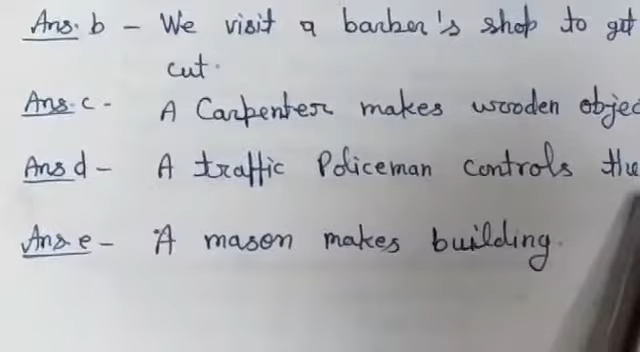 Ans. b - We visit a barber's shop to get
cut.
Ans. c - A Carpenter makes wooden objec
Ans d - A traffic Policeman controls the
Ans. e - A mason makes building.